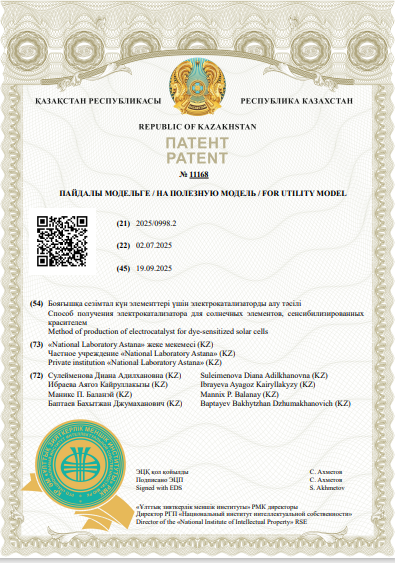 ҚАЗАҚСТАН РЕСПУБЛИКАСЫ РЕСПУБЛИКА КАЗАХСТАН
REPUBLIC OF KAZAKHSTAN
ПАТЕНТ
PATENT
№ 11168
ПАЙДАЛЫ МОДЕЛЬГЕ / НА ПОЛЕЗНУЮ МОДЕЛЬ / FOR UTILITY MODEL
(21) 2025/0998.2
(22) 02.07.2025
(45) 19.09.2025
(54) Бояғышқа сезімтал күн элементтері үшін электрокатализаторды алу тәсілі
Способ получения электрокатализатора для солнечных элементов, сенсибилизированных
красителем
Method of production of electrocatalyst for dye-sensitized solar cells
(73) «National Laboratory Astana» жеке мекемесі (KZ)
Частное учреждение «National Laboratory Astana» (KZ)
Private institution «National Laboratory Astana» (KZ)
(72) Сулейменова Диана Адилхановна (KZ) Suleimenova Diana Adilkhanovna (KZ)
Ибраева Аягоз Кайруллакызы (KZ) Ibrayeva Ayagoz Kairyllakyzy (KZ)
Маникс П. Баланэй (KZ) Mannix P. Balanay (KZ)
Баптаев Бахытжан Джумаханович (KZ) Baptayev Bakhytzhan Dzhumakhanovich (KZ)
ЭЦҚ қол қойылды С. Ахметов
Подписано ЭЦП С. Ахметов
Signed with EDS S. Akhmetov
«Ұлттық зияткерлік меншік институты» РМК директоры
Директор РГП «Национальный институт интеллектуальной собственности»
Director of the «National Institute of Intellectual Property» RSE